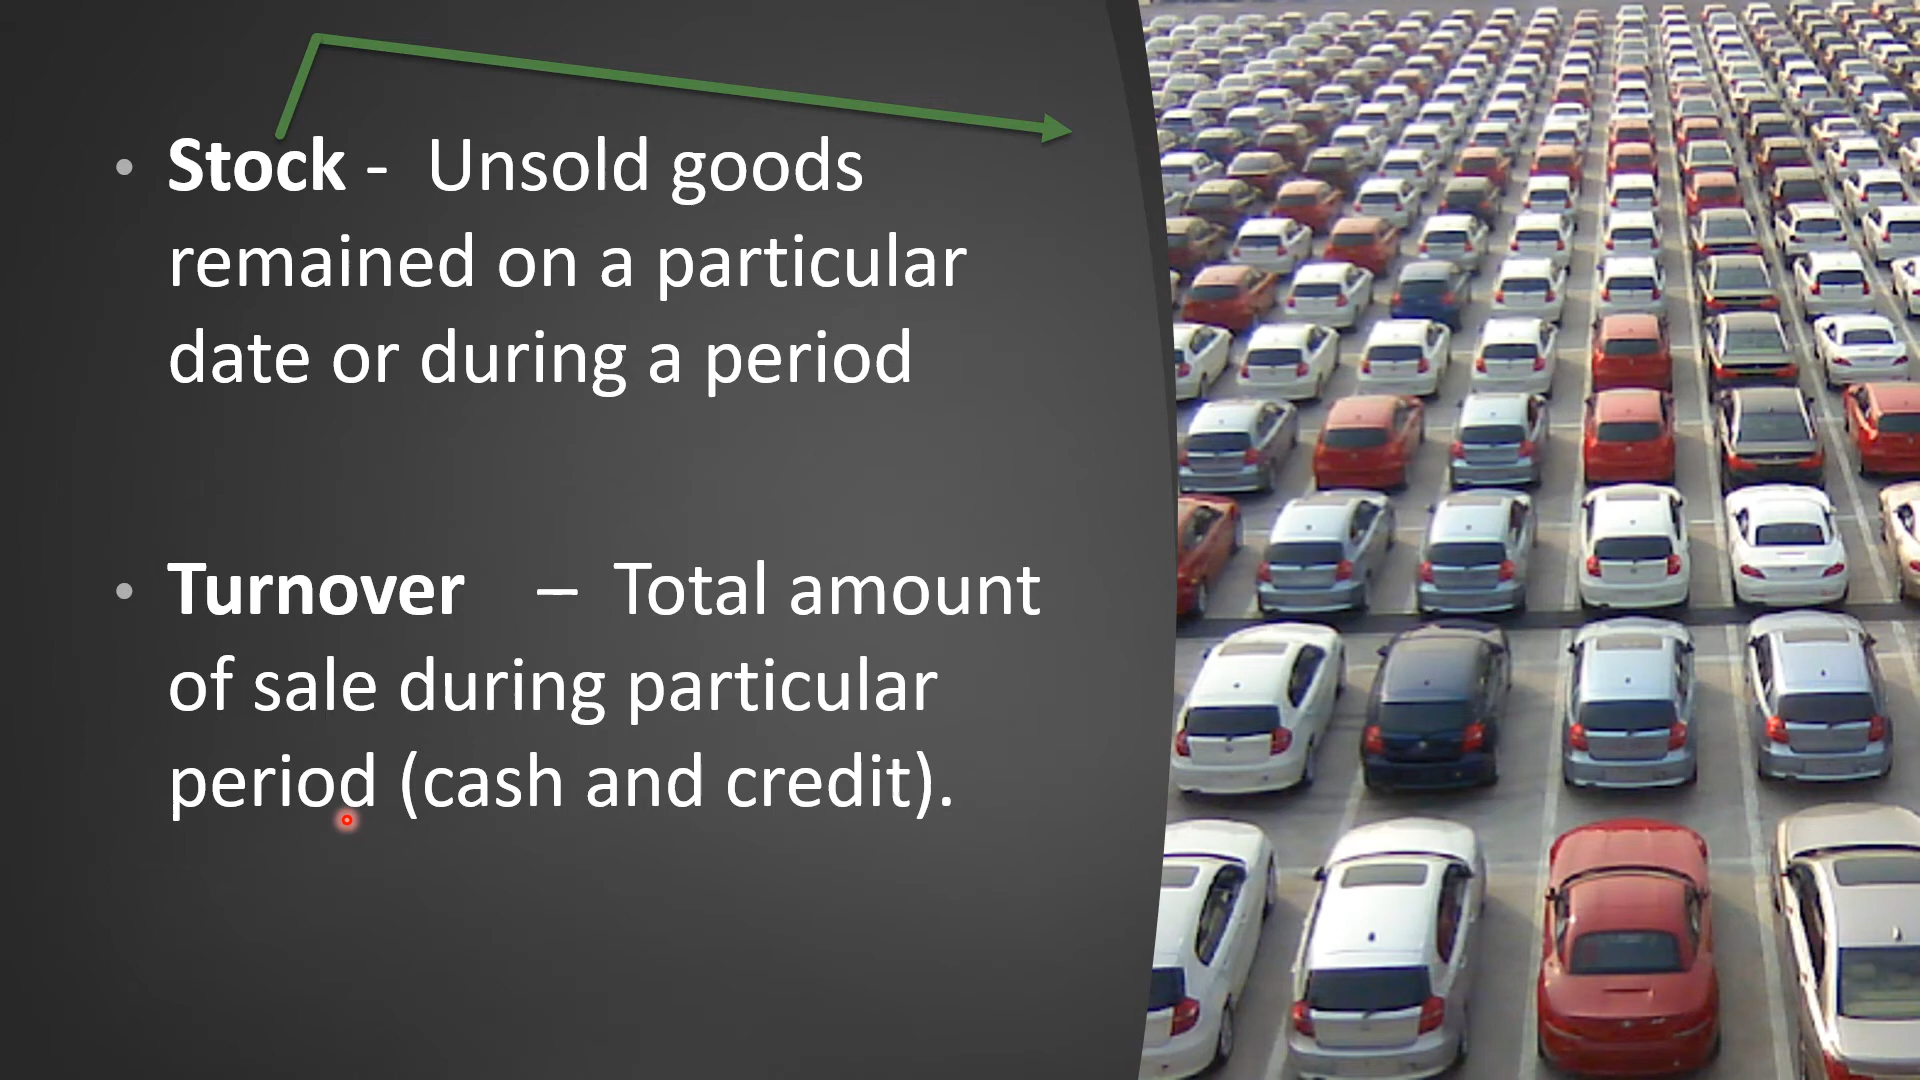 Stock - Unsold goods
remained on a particular
date or during a period
Turnover – Total amount
of sale during particular
period (cash and credit).